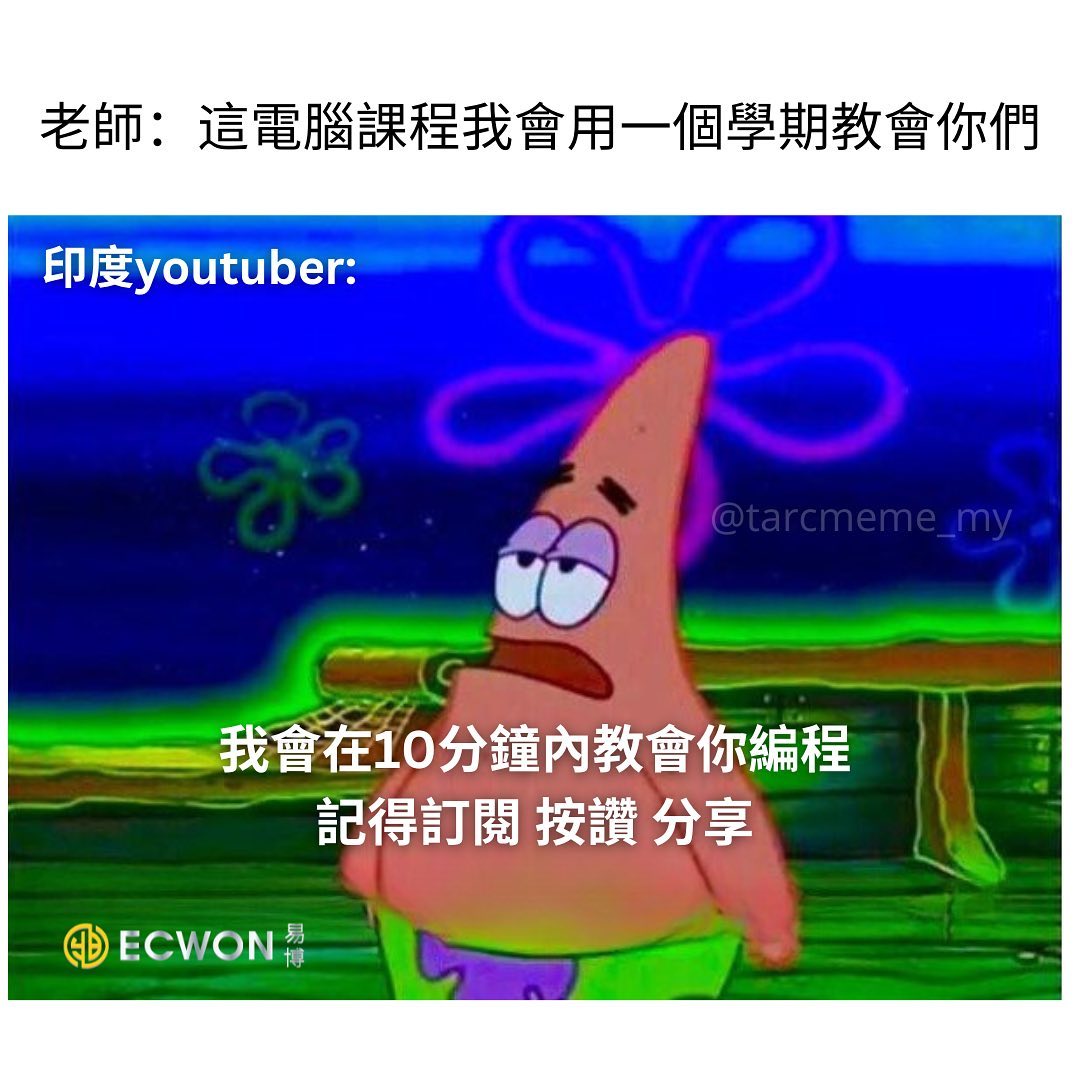 老師：這電腦課程我會用一個學期教會你們
印度youtuber:
@tarcmeme_my
我會在10分鐘內教會你編程
記得訂閱 按讚 分享
ECWON 易博